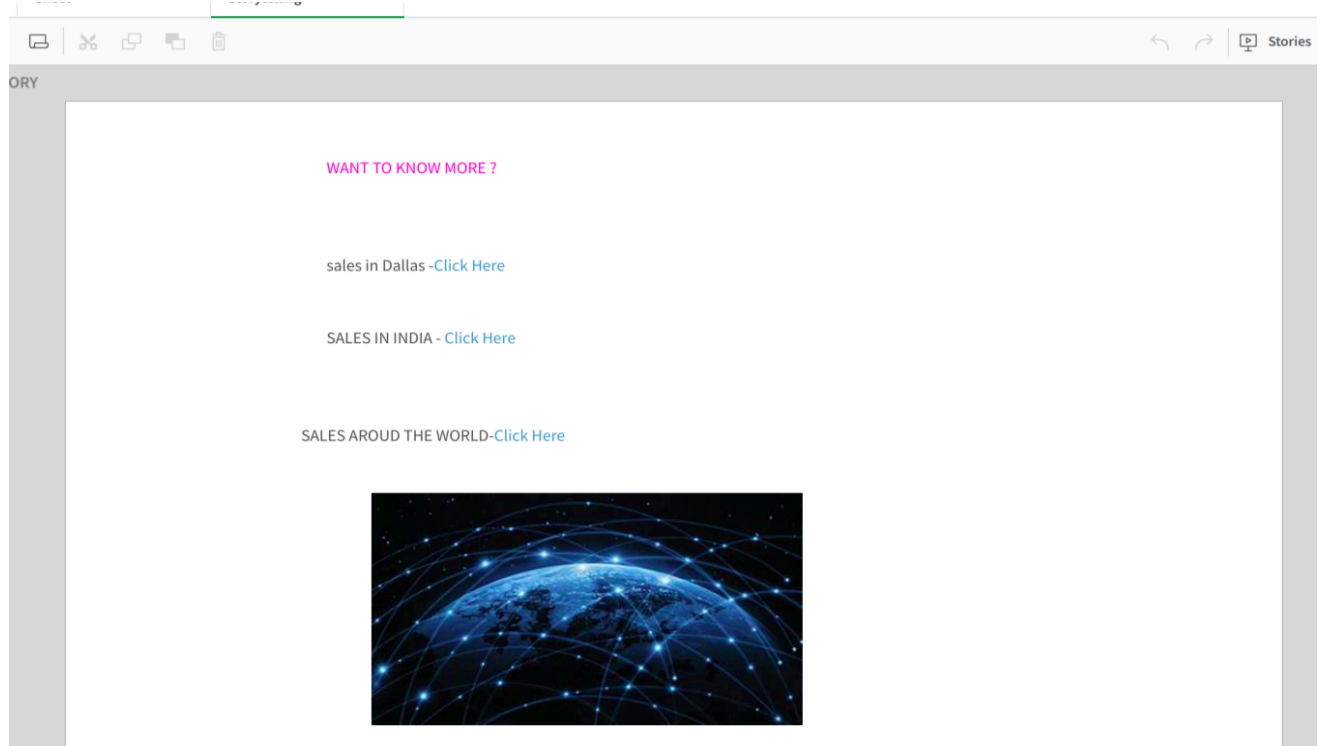 Stories
ORY
WANT TO KNOW MORE ?
sales in Dallas -Click Here
SALES IN INDIA - Click Here
SALES AROUD THE WORLD-Click Here